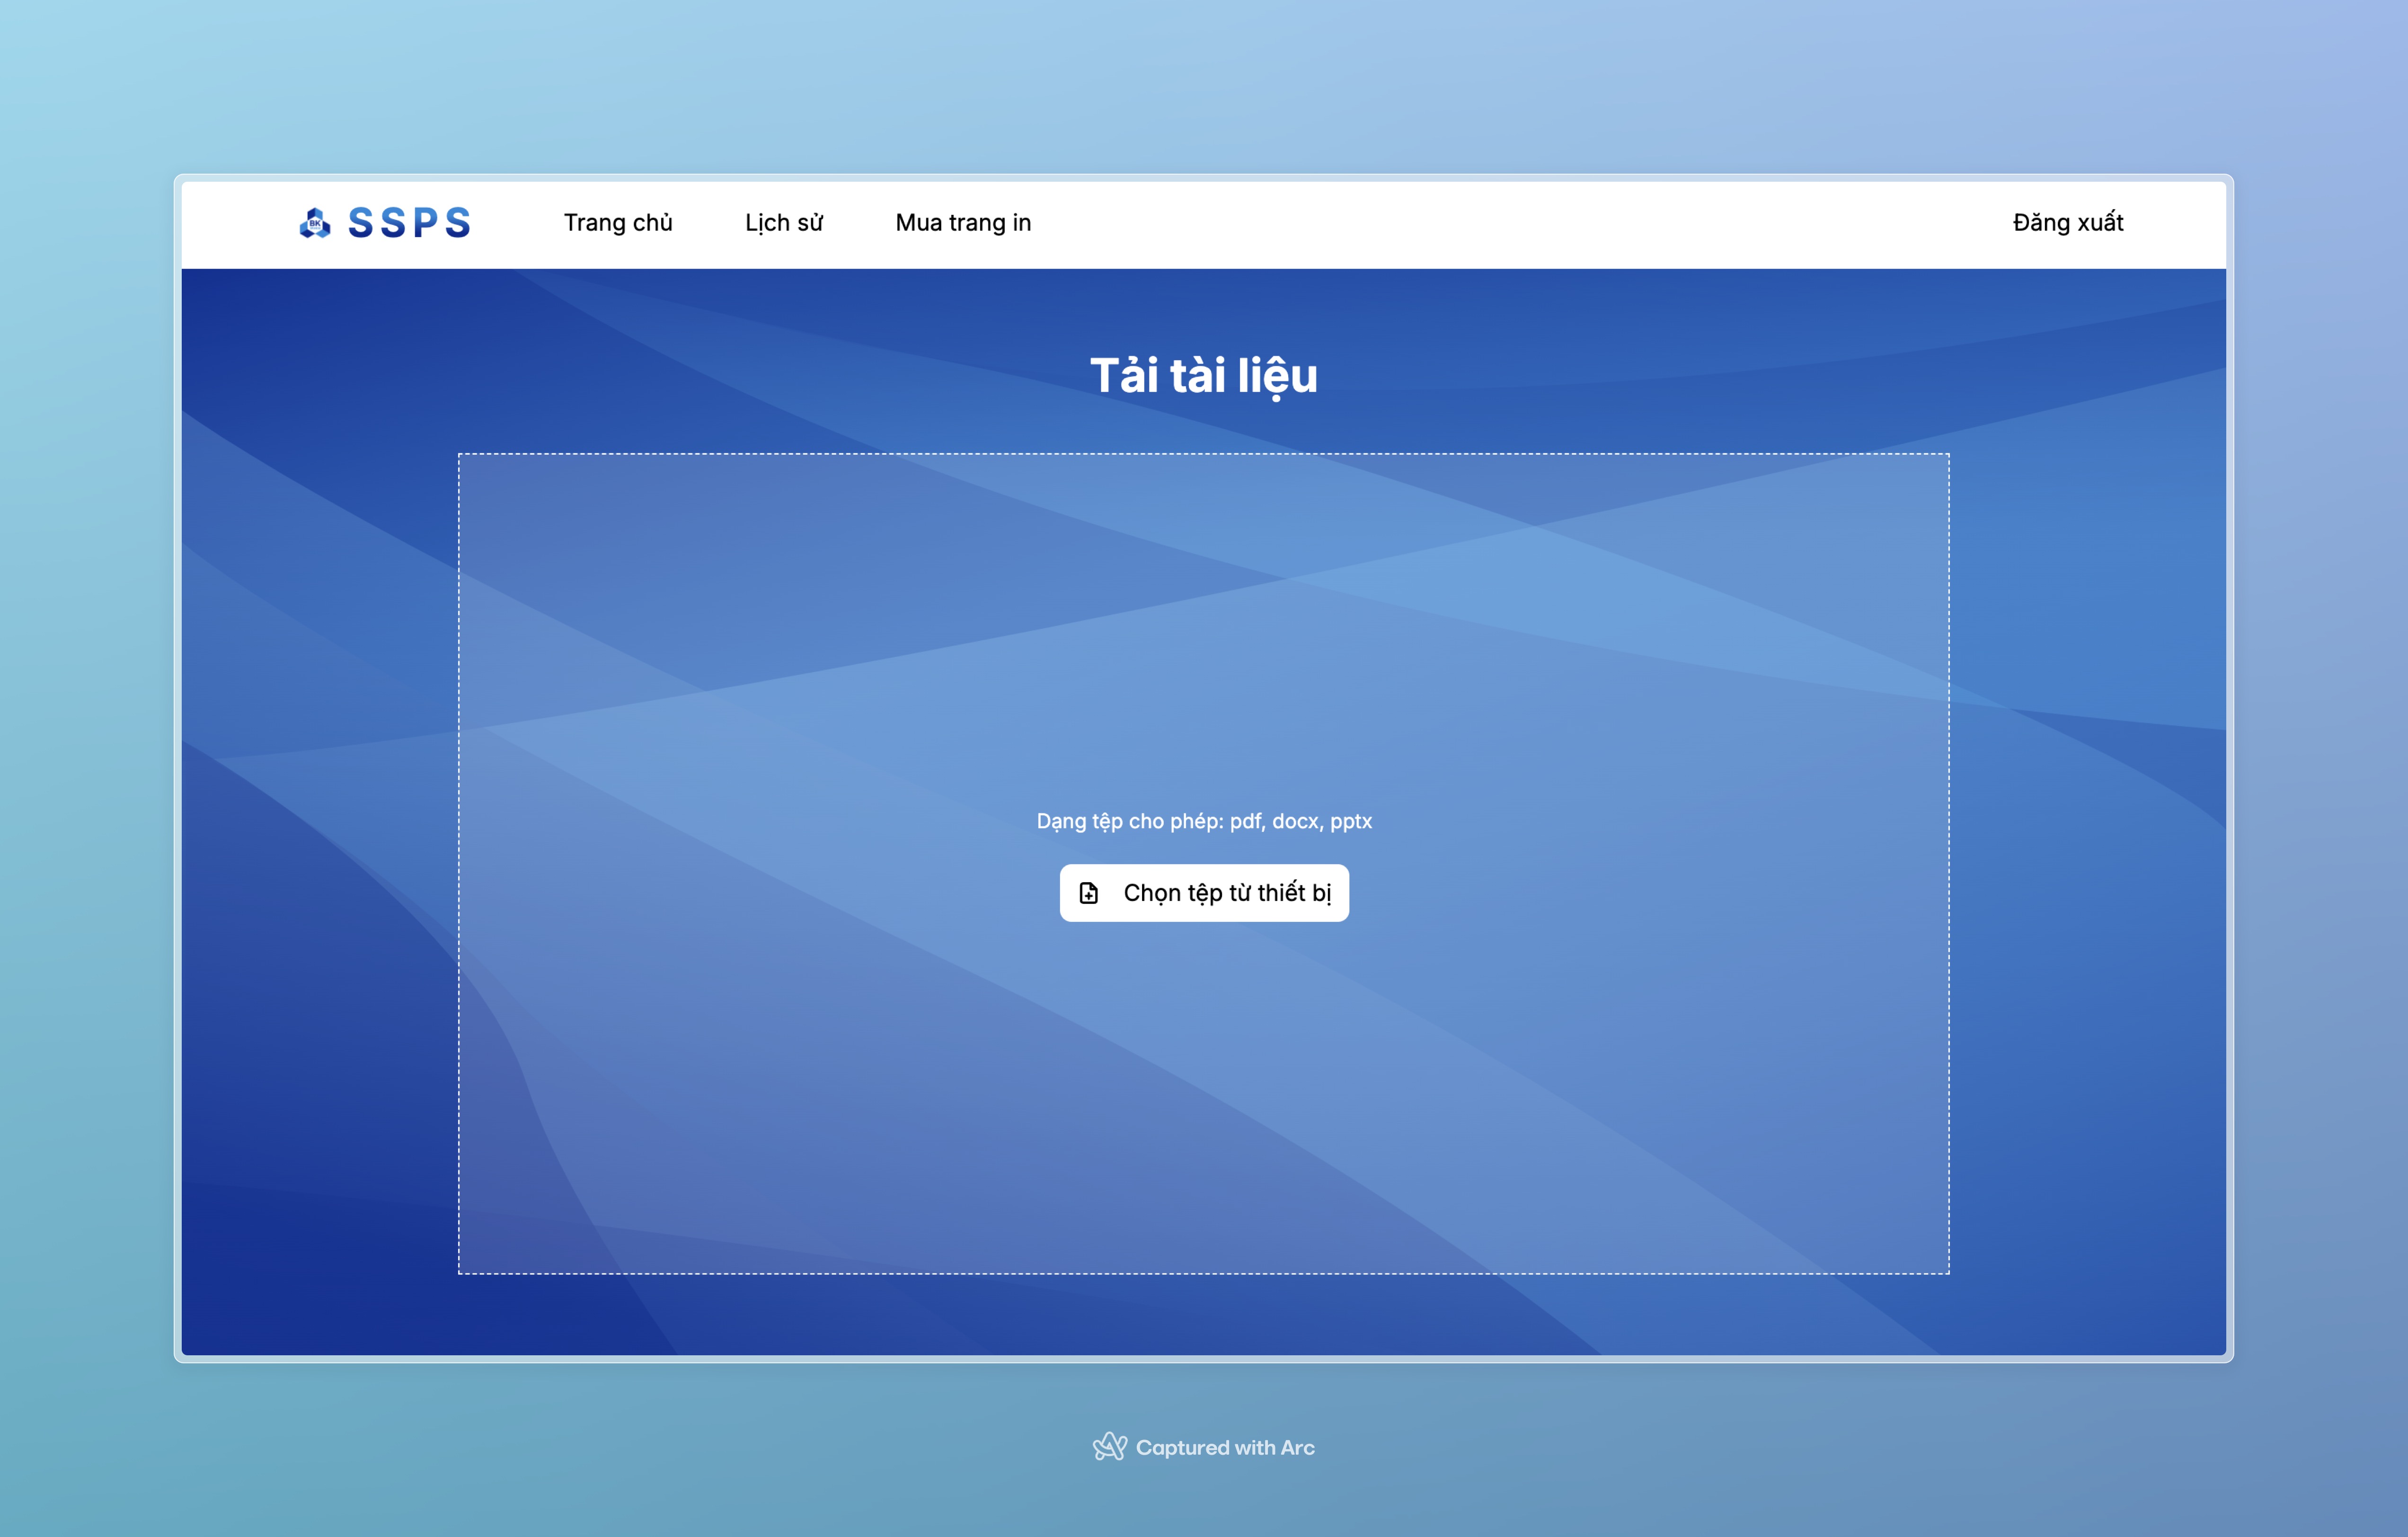 BK
SSPS
Trang chủ
Lịch sử
Mua trang in
Đăng xuất
Tải tài liệu
Dạng tệp cho phép: pdf, docx, pptx
Chọn tệp từ thiết bị
Captured with Arc